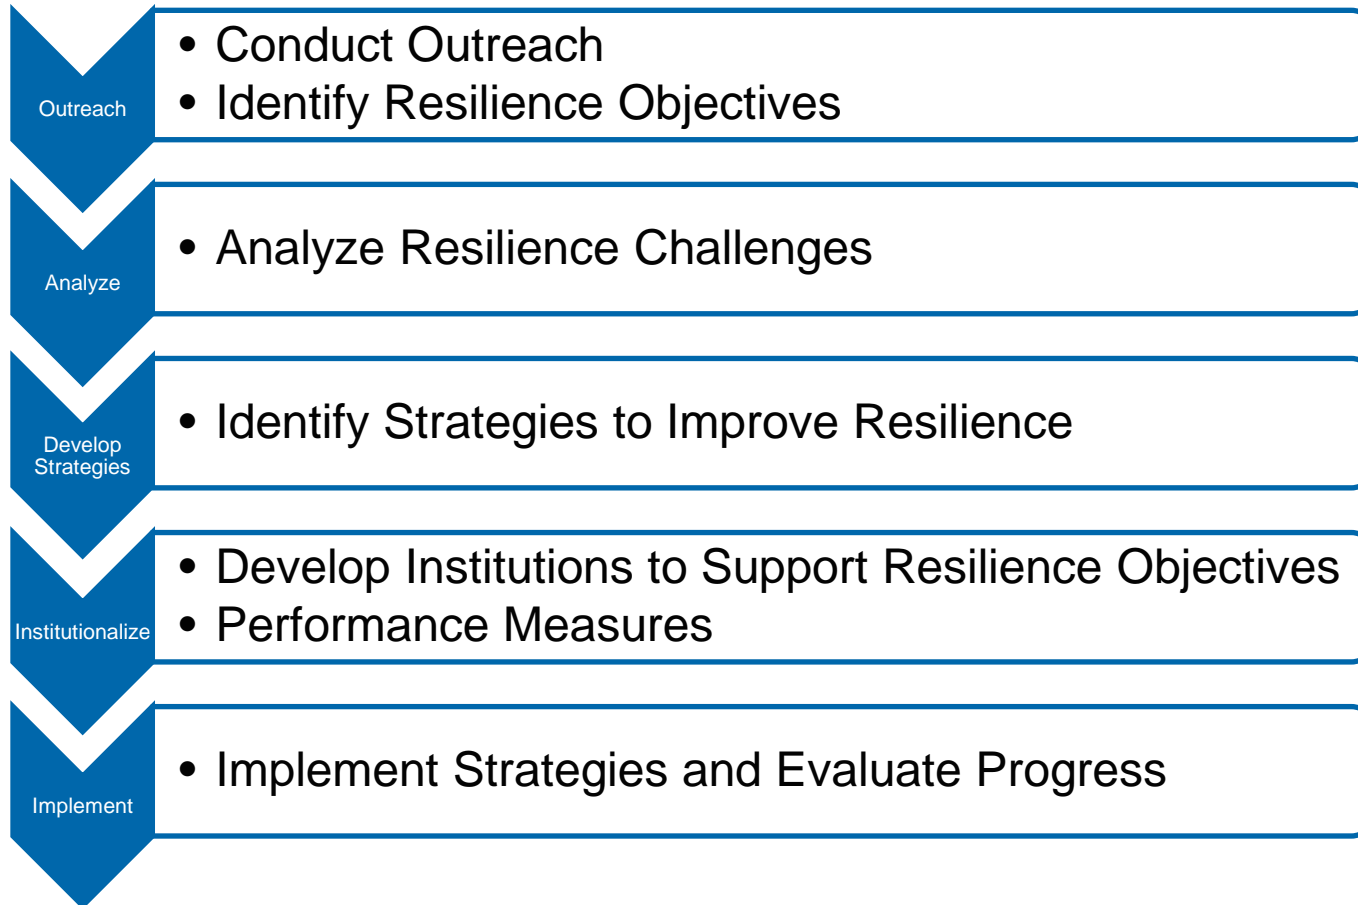 Outreach
• Conduct Outreach
• Identify Resilience Objectives
Analyze
• Analyze Resilience Challenges
Develop
Strategies
• Identify Strategies to Improve Resilience
Institutionalize
• Develop Institutions to Support Resilience Objectives
• Performance Measures
Implement
• Implement Strategies and Evaluate Progress